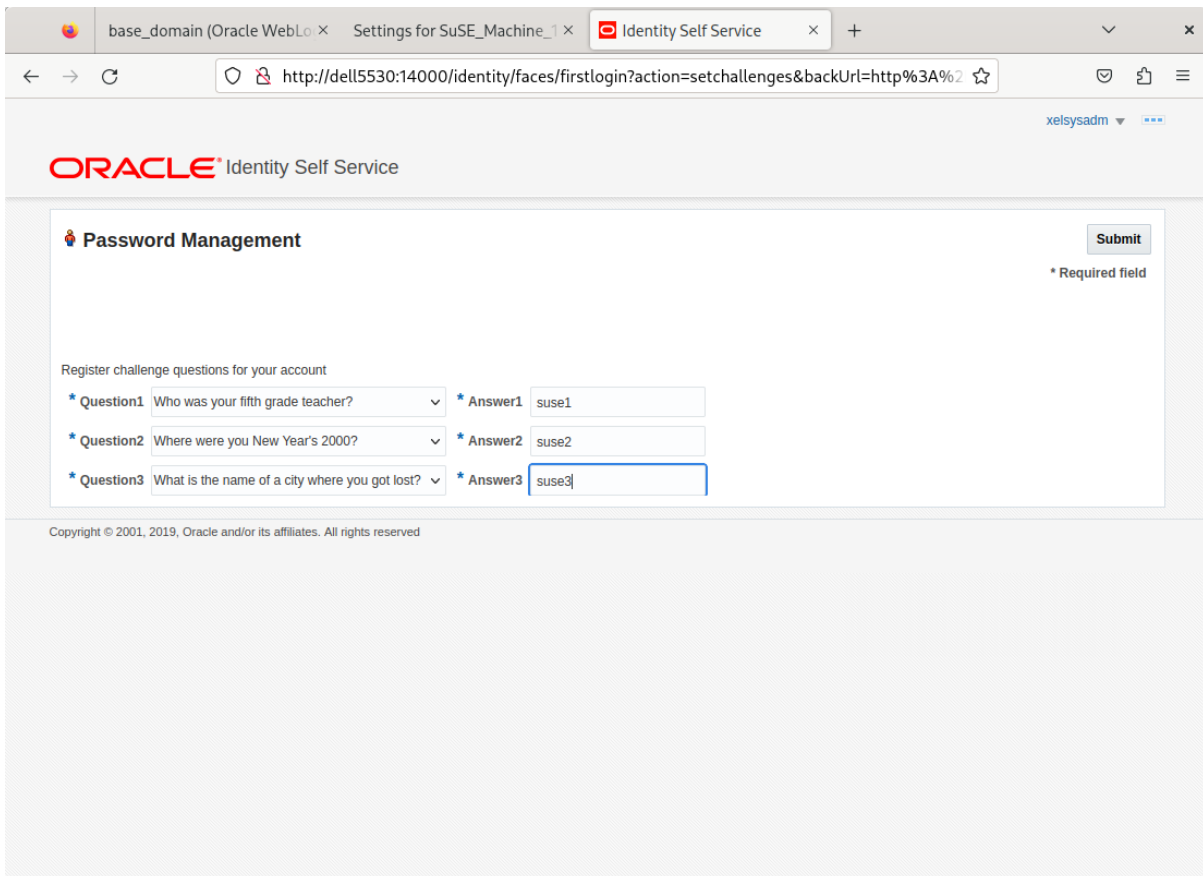 base_domain (Oracle WebLo Settings for SuSE_Machine_1 Identity Self Service
http://dell5530:14000/identity/faces/firstlogin?action=setchallenges&backUrl=http%3A%2
xelsysadm
ORACLE Identity Self Service
Password Management Submit
* Required field
Register challenge questions for your account
* Question1 Who was your fifth grade teacher? * Answer1 suse1
* Question2 Where were you New Year's 2000? * Answer2 suse2
* Question3 What is the name of a city where you got lost? * Answer3 suse3
Copyright © 2001, 2019, Oracle and/or its affiliates. All rights reserved